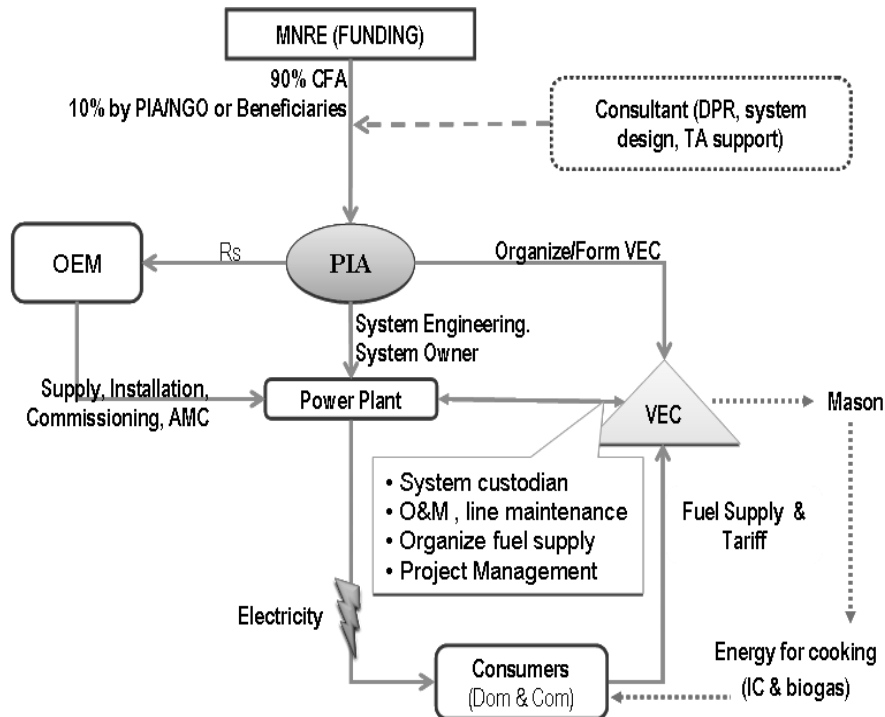 MNRE (FUNDING)
90% CFA
10% by PIA/NGO or Beneficiaries
Consultant (DPR, system
design, TA support)
OEM
Rs
PIA
Organize/Form VEC
System Engineering.
System Owner
Supply, Installation,
Commissioning, AMC
Power Plant
VEC
Mason
• System custodian
• O&M , line maintenance
• Organize fuel supply
• Project Management
Fuel Supply &
Tariff
Electricity
Consumers
(Dom & Com)
Energy for cooking
(IC & biogas)